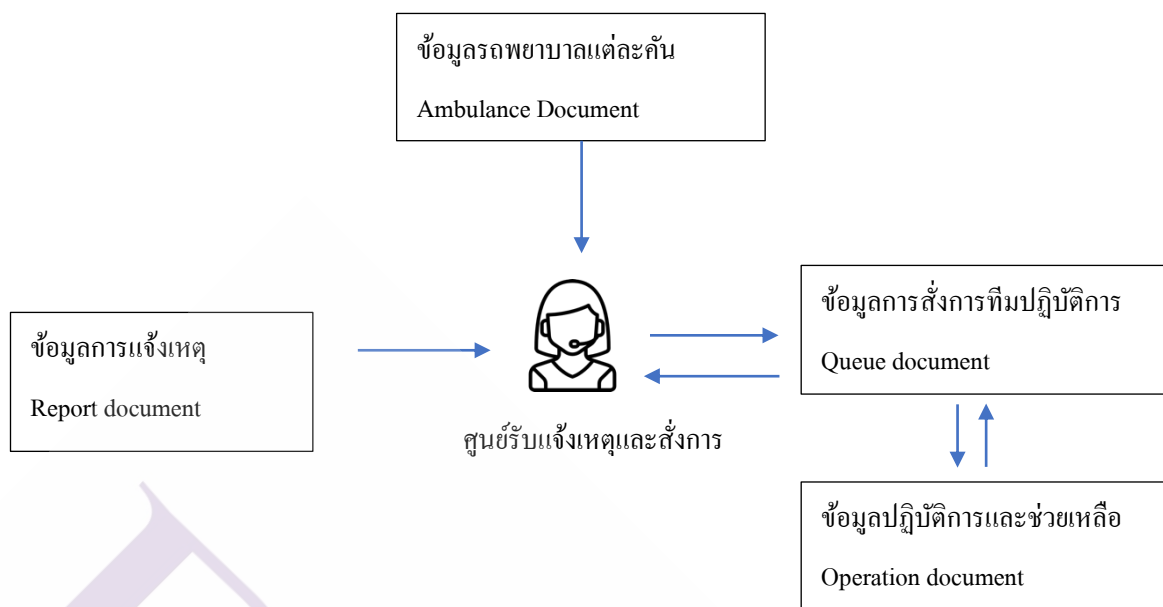 ข้อมูลรถพยาบาลแต่ละคัน
Ambulance Document
ข้อมูลการแจ้งเหตุ
Report document
ศูนย์รับแจ้งเหตุและสั่งการ
ข้อมูลการสั่งการทีมปฏิบัติการ
Queue document
ข้อมูลปฏิบัติการและช่วยเหลือ
Operation document